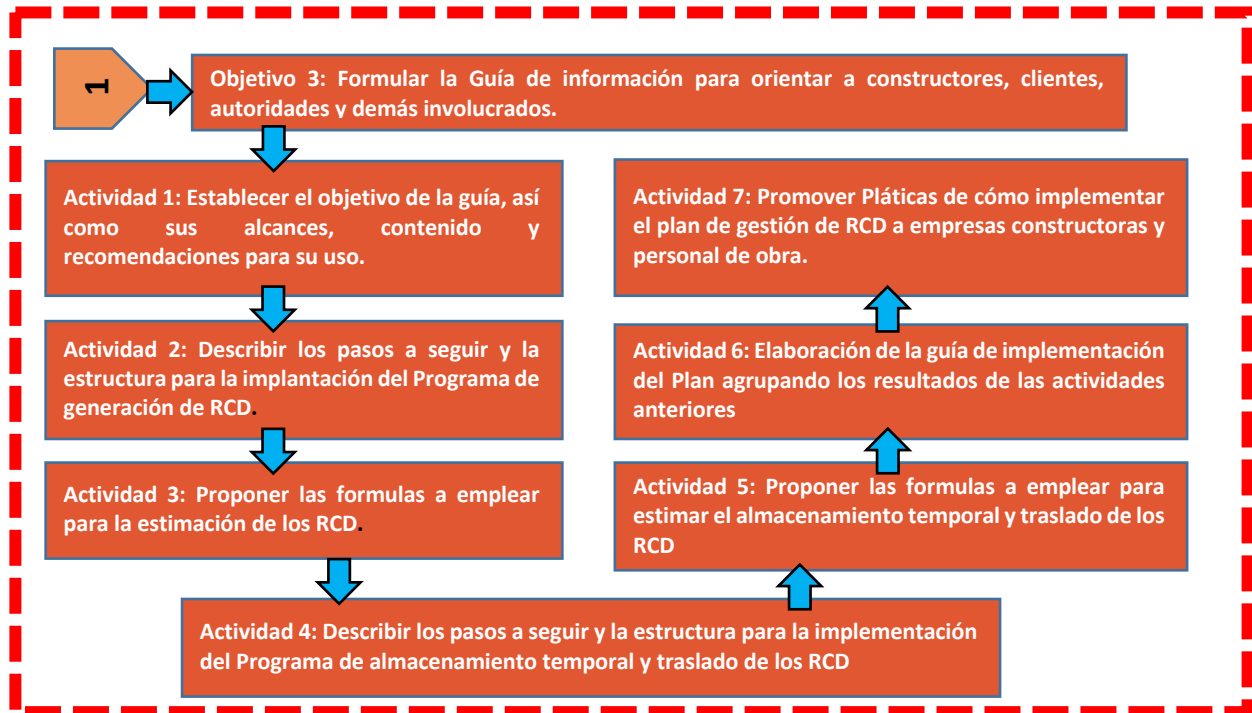 1
Objetivo 3: Formular la Guía de información para orientar a constructores, clientes,
autoridades y demás involucrados.
Actividad 1: Establecer el objetivo de la guía, así
como sus alcances, contenido y
recomendaciones para su uso.
Actividad 2: Describir los pasos a seguir y la
estructura para la implantación del Programa de
generación de RCD.
Actividad 3: Proponer las formulas a emplear
para la estimación de los RCD.
Actividad 4: Describir los pasos a seguir y la estructura para la implementación
del Programa de almacenamiento temporal y traslado de los RCD
Actividad 5: Proponer las formulas a emplear para
estimar el almacenamiento temporal y traslado de los
RCD
Actividad 6: Elaboración de la guía de implementación
del Plan agrupando los resultados de las actividades
anteriores
Actividad 7: Promover Pláticas de cómo implementar
el plan de gestión de RCD a empresas constructoras y
personal de obra.